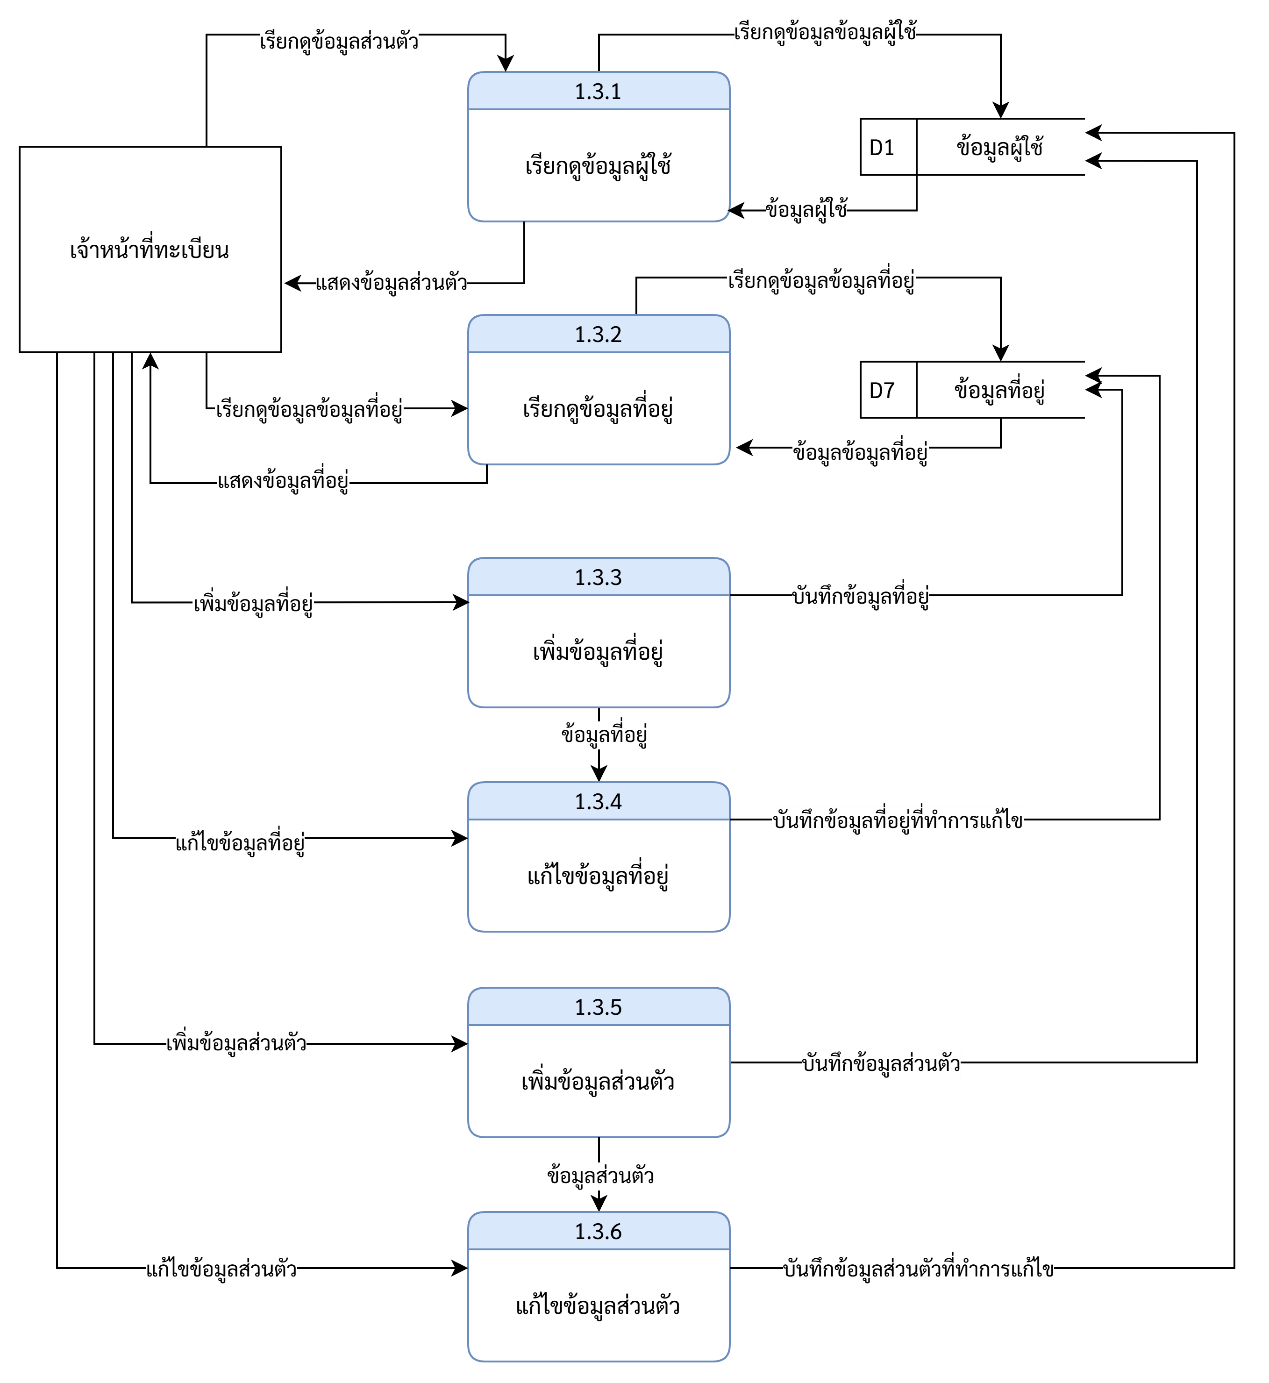 เรียกดูข้อมูลส่วนตัว
เรียกดูข้อมูลข้อมูลผู้ใช้
1.3.1
เรียกดูข้อมูลผู้ใช้
D1
ข้อมูลผู้ใช้
ข้อมูลผู้ใช้
เจ้าหน้าที่ทะเบียน
แสดงข้อมูลส่วนตัว
เรียกดูข้อมูลข้อมูลที่อยู่
1.3.2
เรียกดูข้อมูลที่อยู่
D7
ข้อมูลที่อยู่
เรียกดูข้อมูลข้อมูลที่อยู่
ข้อมูลข้อมูลที่อยู่
แสดงข้อมูลที่อยู่
1.3.3
เพิ่มข้อมูลที่อยู่
บันทึกข้อมูลที่อยู่
เพิ่มข้อมูลที่อยู่
ข้อมูลที่อยู่
1.3.4
บันทึกข้อมูลที่อยู่ที่ทำการแก้ไข
แก้ไขข้อมูลที่อยู่
แก้ไขข้อมูลที่อยู่
1.3.5
เพิ่มข้อมูลส่วนตัว
บันทึกข้อมูลส่วนตัว
เพิ่มข้อมูลส่วนตัว
ข้อมูลส่วนตัว
1.3.6
แก้ไขข้อมูลส่วนตัว
บันทึกข้อมูลส่วนตัวที่ทำการแก้ไข
แก้ไขข้อมูลส่วนตัว